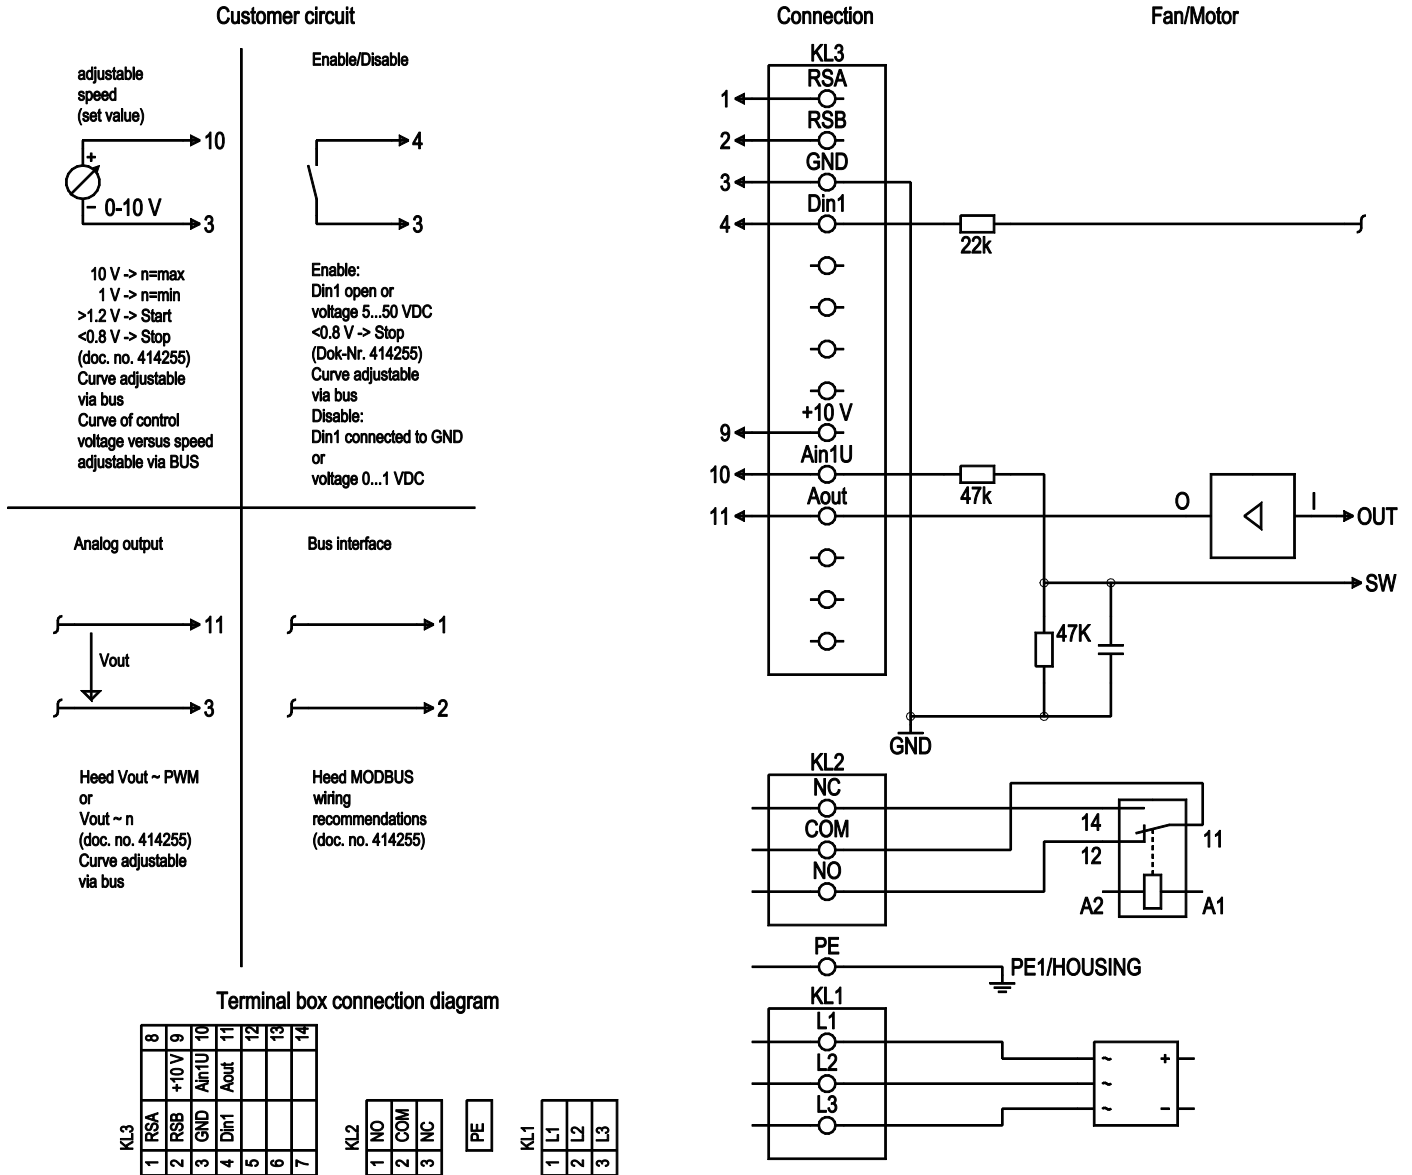 Customer circuit
adjustable
speed
(set value)
10
+
− 0-10 V
3
10 V -> n=max
1 V -> n=min
>1.2 V -> Start
<0.8 V -> Stop
(doc. no. 414255)
Curve adjustable
via bus
Curve of control
voltage versus speed
adjustable via BUS
Enable/Disable
4
3
Enable:
Din1 open or
voltage 5...50 VDC
<0.8 V -> Stop
(Dok-Nr. 414255)
Curve adjustable
via bus
Disable:
Din1 connected to GND
or
voltage 0...1 VDC
Analog output
11
Vout
3
Heed Vout ~ PWM
or
Vout ~ n
(doc. no. 414255)
Curve adjustable
via bus
Bus interface
1
2
Heed MODBUS
wiring
recommendations
(doc. no. 414255)
Connection
Fan/Motor
KL3
RSA
1
RSB
2
GND
3
Din1
4
22k
+10 V
9
Ain1U
10
47k
Aout
11
O
I
OUT
SW
47K
GND
KL2
NC
COM
NO
14
12
11
A2
A1
PE
PE1/HOUSING
KL1
L1
L2
L3
~
~
~
+
−
Terminal box connection diagram
KL3
1 RSA 8
2 RSB +10 V 9
3 GND Ain1U 10
4 Din1 Aout 11
5 12
6 13
7 14
KL2
1 NO
2 COM
3 NC
PE
KL1
1 L1
2 L2
3 L3